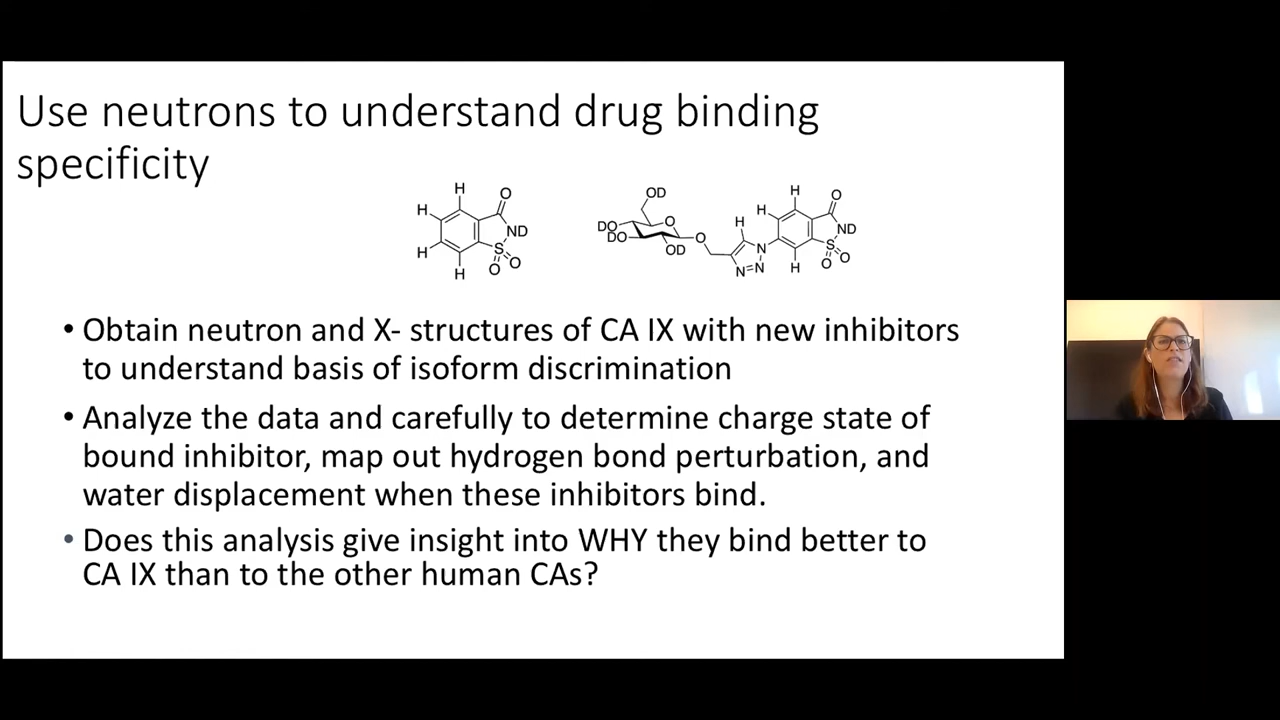 Use neutrons to understand drug binding
specificity
H
O
H
ND
H
S
O
O
H
OD
DO
DO
O
OD
O
H
N
N=N
H
H
O
ND
S
O
O
H
• Obtain neutron and X- structures of CA IX with new inhibitors
to understand basis of isoform discrimination
• Analyze the data and carefully to determine charge state of
bound inhibitor, map out hydrogen bond perturbation, and
water displacement when these inhibitors bind.
• Does this analysis give insight into WHY they bind better to
CA IX than to the other human CAs?